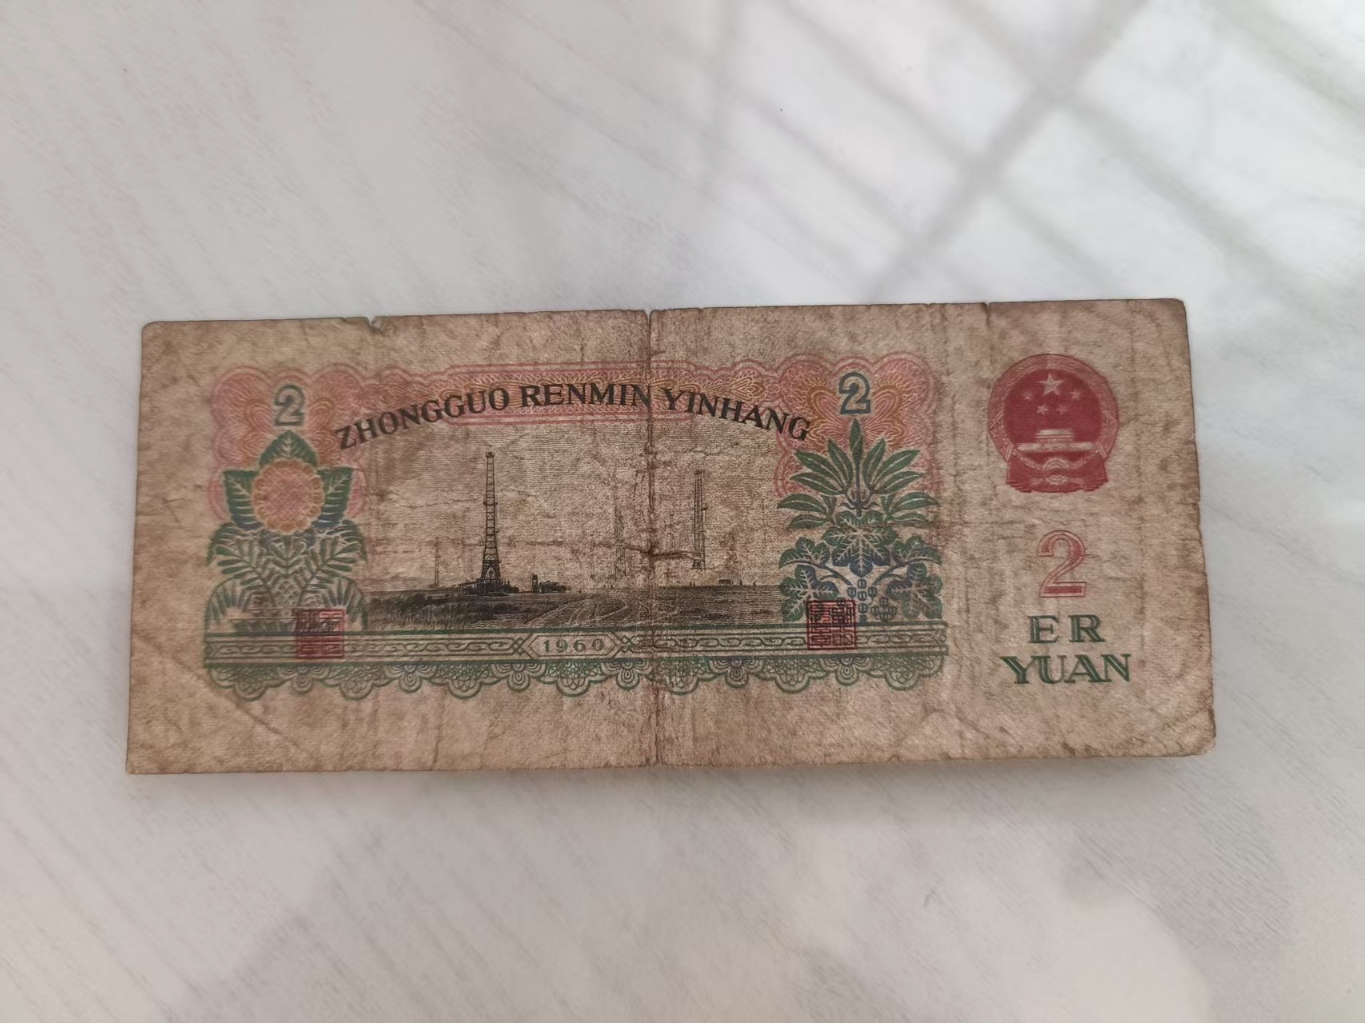 2
2
ZHONGGUO RENMIN YINHANG
2
ER
YUAN
1960